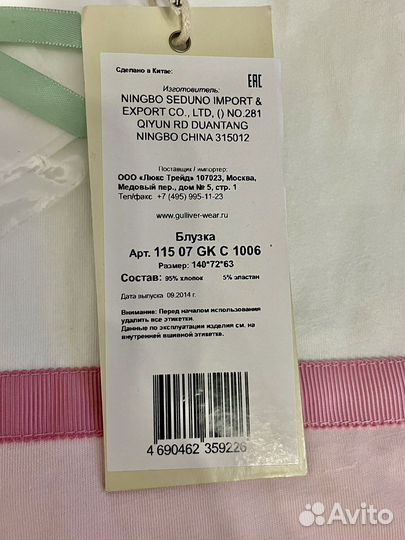 Сделано в Китае:
EAC
Изготовитель:
NINGBO SEDUNO IMPORT &
EXPORT CO., LTD, () NO.281
QIYUN RD DUANTANG
NINGBO CHINA 315012
Поставщик / импортер:
ООО «Люкс Трейд» 107023, Москва,
Медовый пер., дом № 5, стр. 1
Тел/факс +7 (495) 995-11-23
www.gulliver-wear.ru
Блузка
Арт. 115 07 GK C 1006
Размер: 140*72*63
Состав: 95% хлопок 5% эластан
Дата выпуска 09.2014 г.
Внимание: Перед началом использования
удалить все этикетки.
Данные по эксплуатации изделия см. на
внутренней вшивной этикетке.
4 690462 359226
Avito